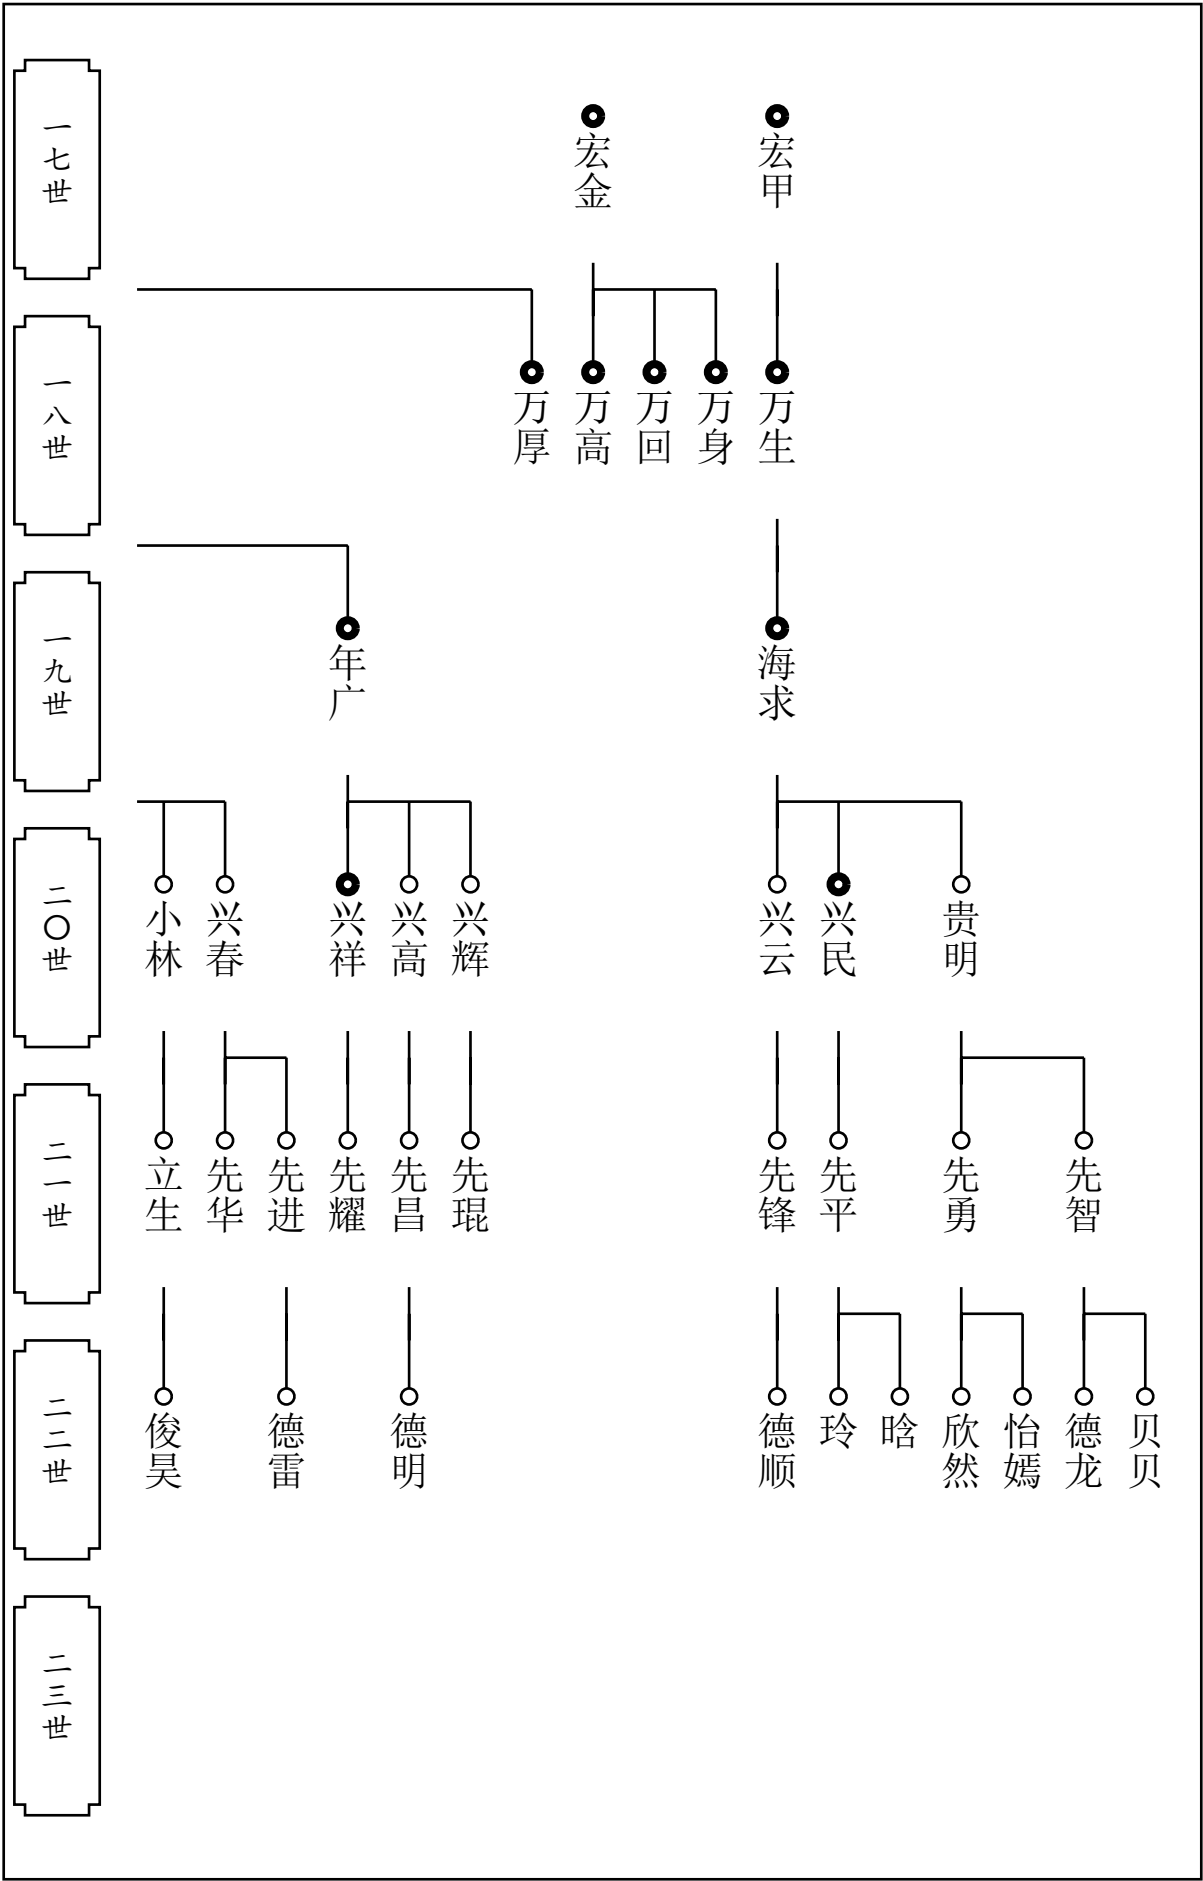 一七世
宏金
宏甲
一八世
万厚
万高
万回
万身
万生
一九世
年广
海求
二〇世
小林
兴春
兴祥
兴高
兴辉
兴云
兴民
贵明
二一世
立生
先华
先进
先耀
先昌
先琨
先锋
先平
先勇
先智
二二世
俊昊
德雷
德明
德顺
玲
晗
欣然
怡嫣
德龙
贝贝
二三世